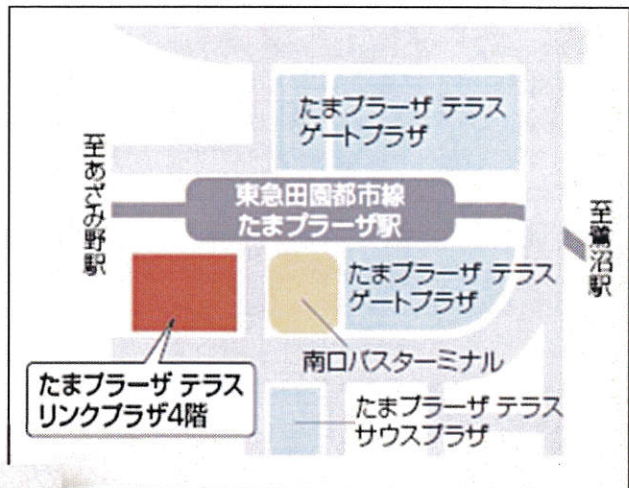 たまプラーザ テラス
ゲートプラザ
至あざみ野駅
東急田園都市線
たまプラーザ駅
至鷺沼駅
たまプラーザ テラス
ゲートプラザ
南口バスターミナル
たまプラーザ テラス
リンクプラザ4階
たまプラーザ テラス
サウスプラザ